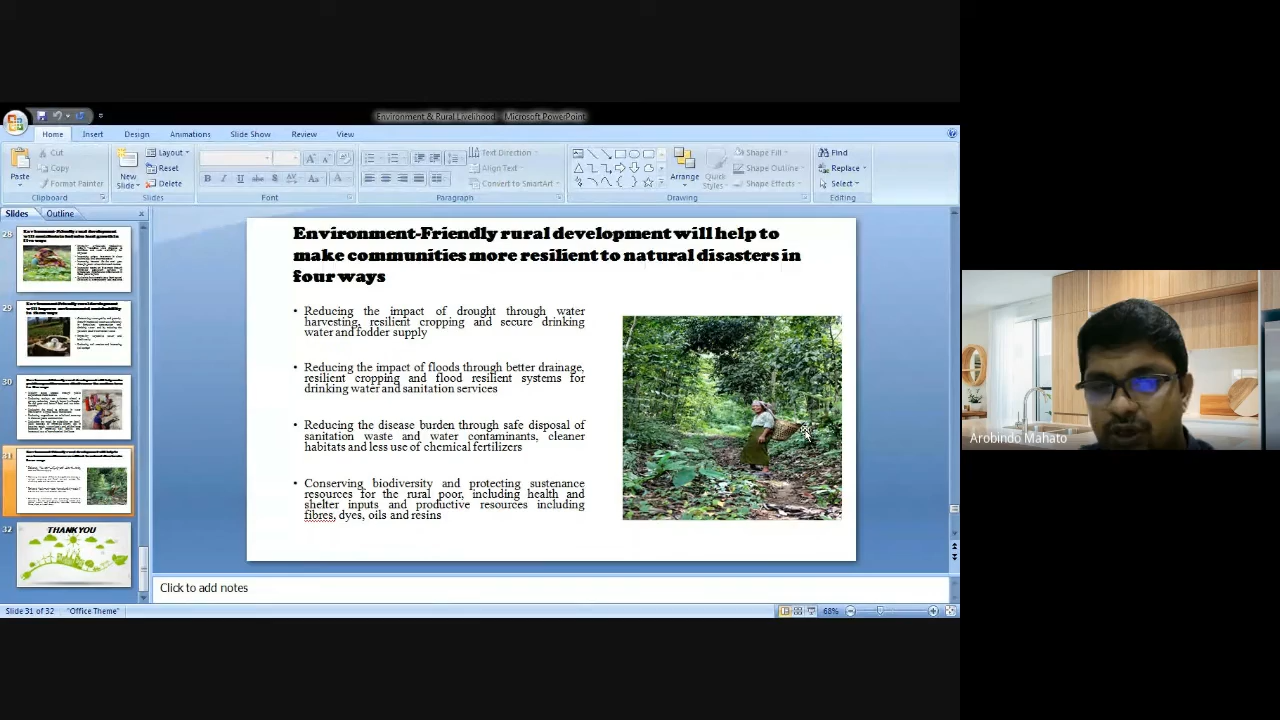 Environment & Rural Livelihood - Microsoft PowerPoint
Home Insert Design Animations Slide Show Review View
Paste
Cut
Copy
Format Painter
Clipboard
New Slide
Layout
Reset
Delete
Slides
Font
Text Direction
Align Text
Convert to SmartArt
Paragraph
Arrange
Quick Styles
Shape Fill
Shape Outline
Shape Effects
Drawing
Find
Replace
Select
Editing
Slides Outline
28
29
30
31
32
THANK YOU
Environment-Friendly rural development will help to
make communities more resilient to natural disasters in
four ways
• Reducing the impact of drought through water
harvesting, resilient cropping and secure drinking
water and fodder supply
• Reducing the impact of floods through better drainage,
resilient cropping and flood resilient systems for
drinking water and sanitation services
• Reducing the disease burden through safe disposal of
sanitation waste and water contaminants, cleaner
habitats and less use of chemical fertilizers
• Conserving biodiversity and protecting sustenance
resources for the rural poor, including health and
shelter inputs and productive resources including
fibres, dyes, oils and resins
Click to add notes
Slide 31 of 32 "Office Theme" 68%
Arobindo Mahato